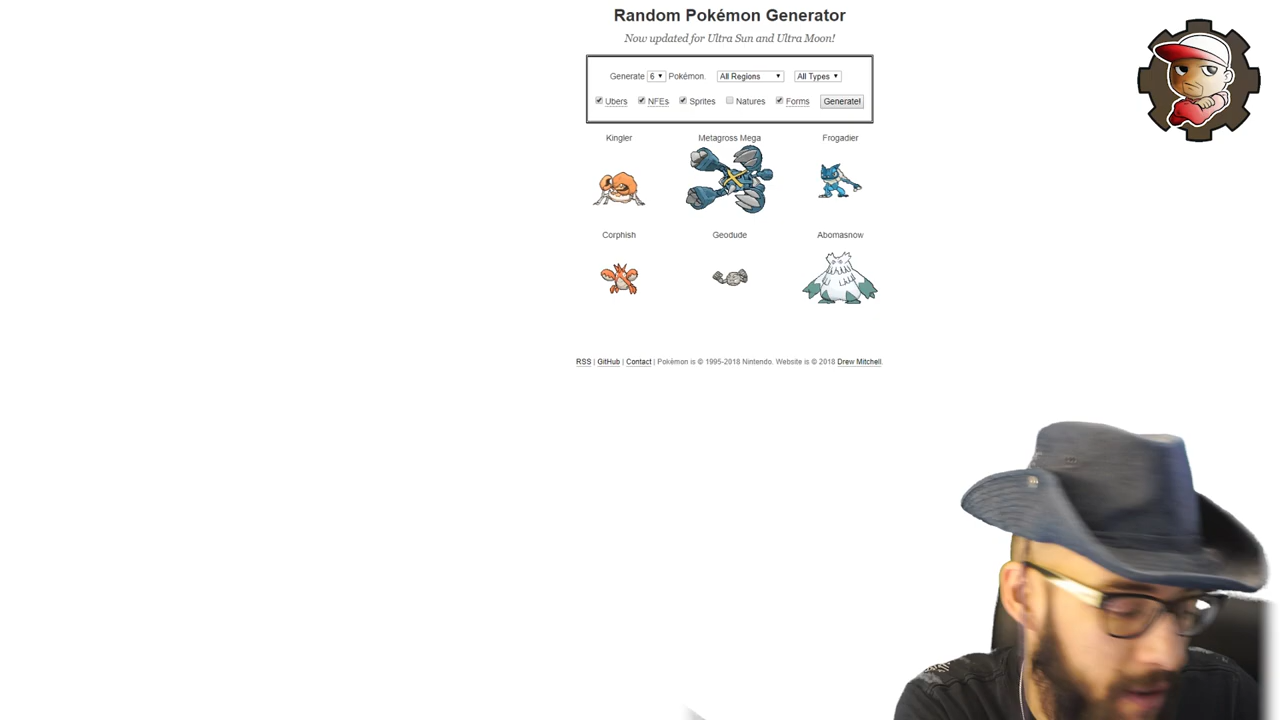 Random Pokémon Generator
Now updated for Ultra Sun and Ultra Moon!
Generate 6 Pokémon. All Regions All Types
Ubers NFEs Sprites Natures Forms Generate!
Kingler Metagross Mega Frogadier
Corphish Geodude Abomasnow
RSS | GitHub | Contact | Pokémon is © 1995-2018 Nintendo. Website is © 2018 Drew Mitchell.